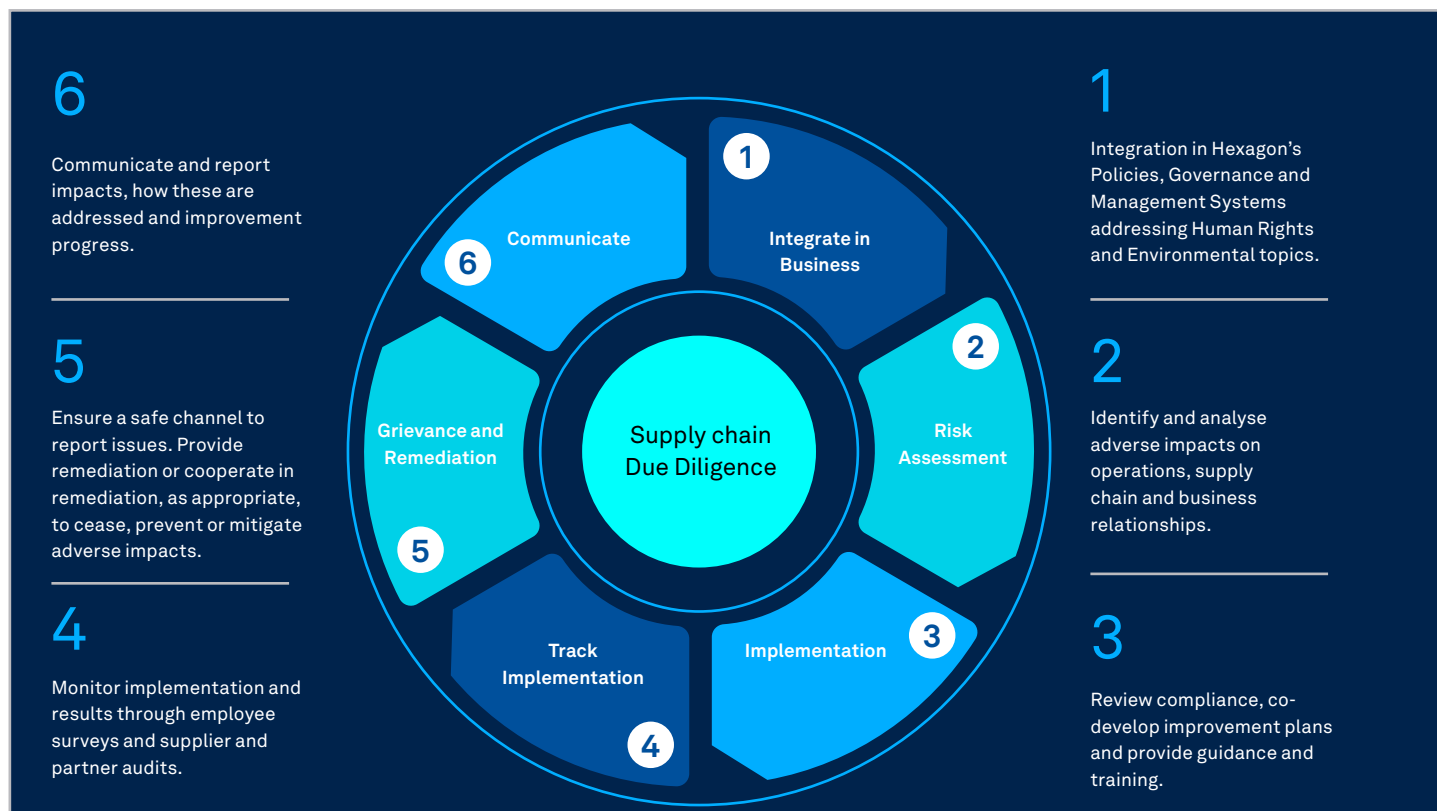 6
Communicate and report
impacts, how these are
addressed and improvement
progress.
5
Ensure a safe channel to
report issues. Provide
remediation or cooperate in
remediation, as appropriate,
to cease, prevent or mitigate
adverse impacts.
4
Monitor implementation and
results through employee
surveys and supplier and
partner audits.
1
Integrate in
Business
2
Risk
Assessment
3
Implementation
4
Track
Implementation
5
Grievance and
Remediation
6
Communicate
Supply chain
Due Diligence
1
Integration in Hexagon’s
Policies, Governance and
Management Systems
addressing Human Rights
and Environmental topics.
2
Identify and analyse
adverse impacts on
operations, supply
chain and business
relationships.
3
Review compliance, co-
develop improvement plans
and provide guidance and
training.